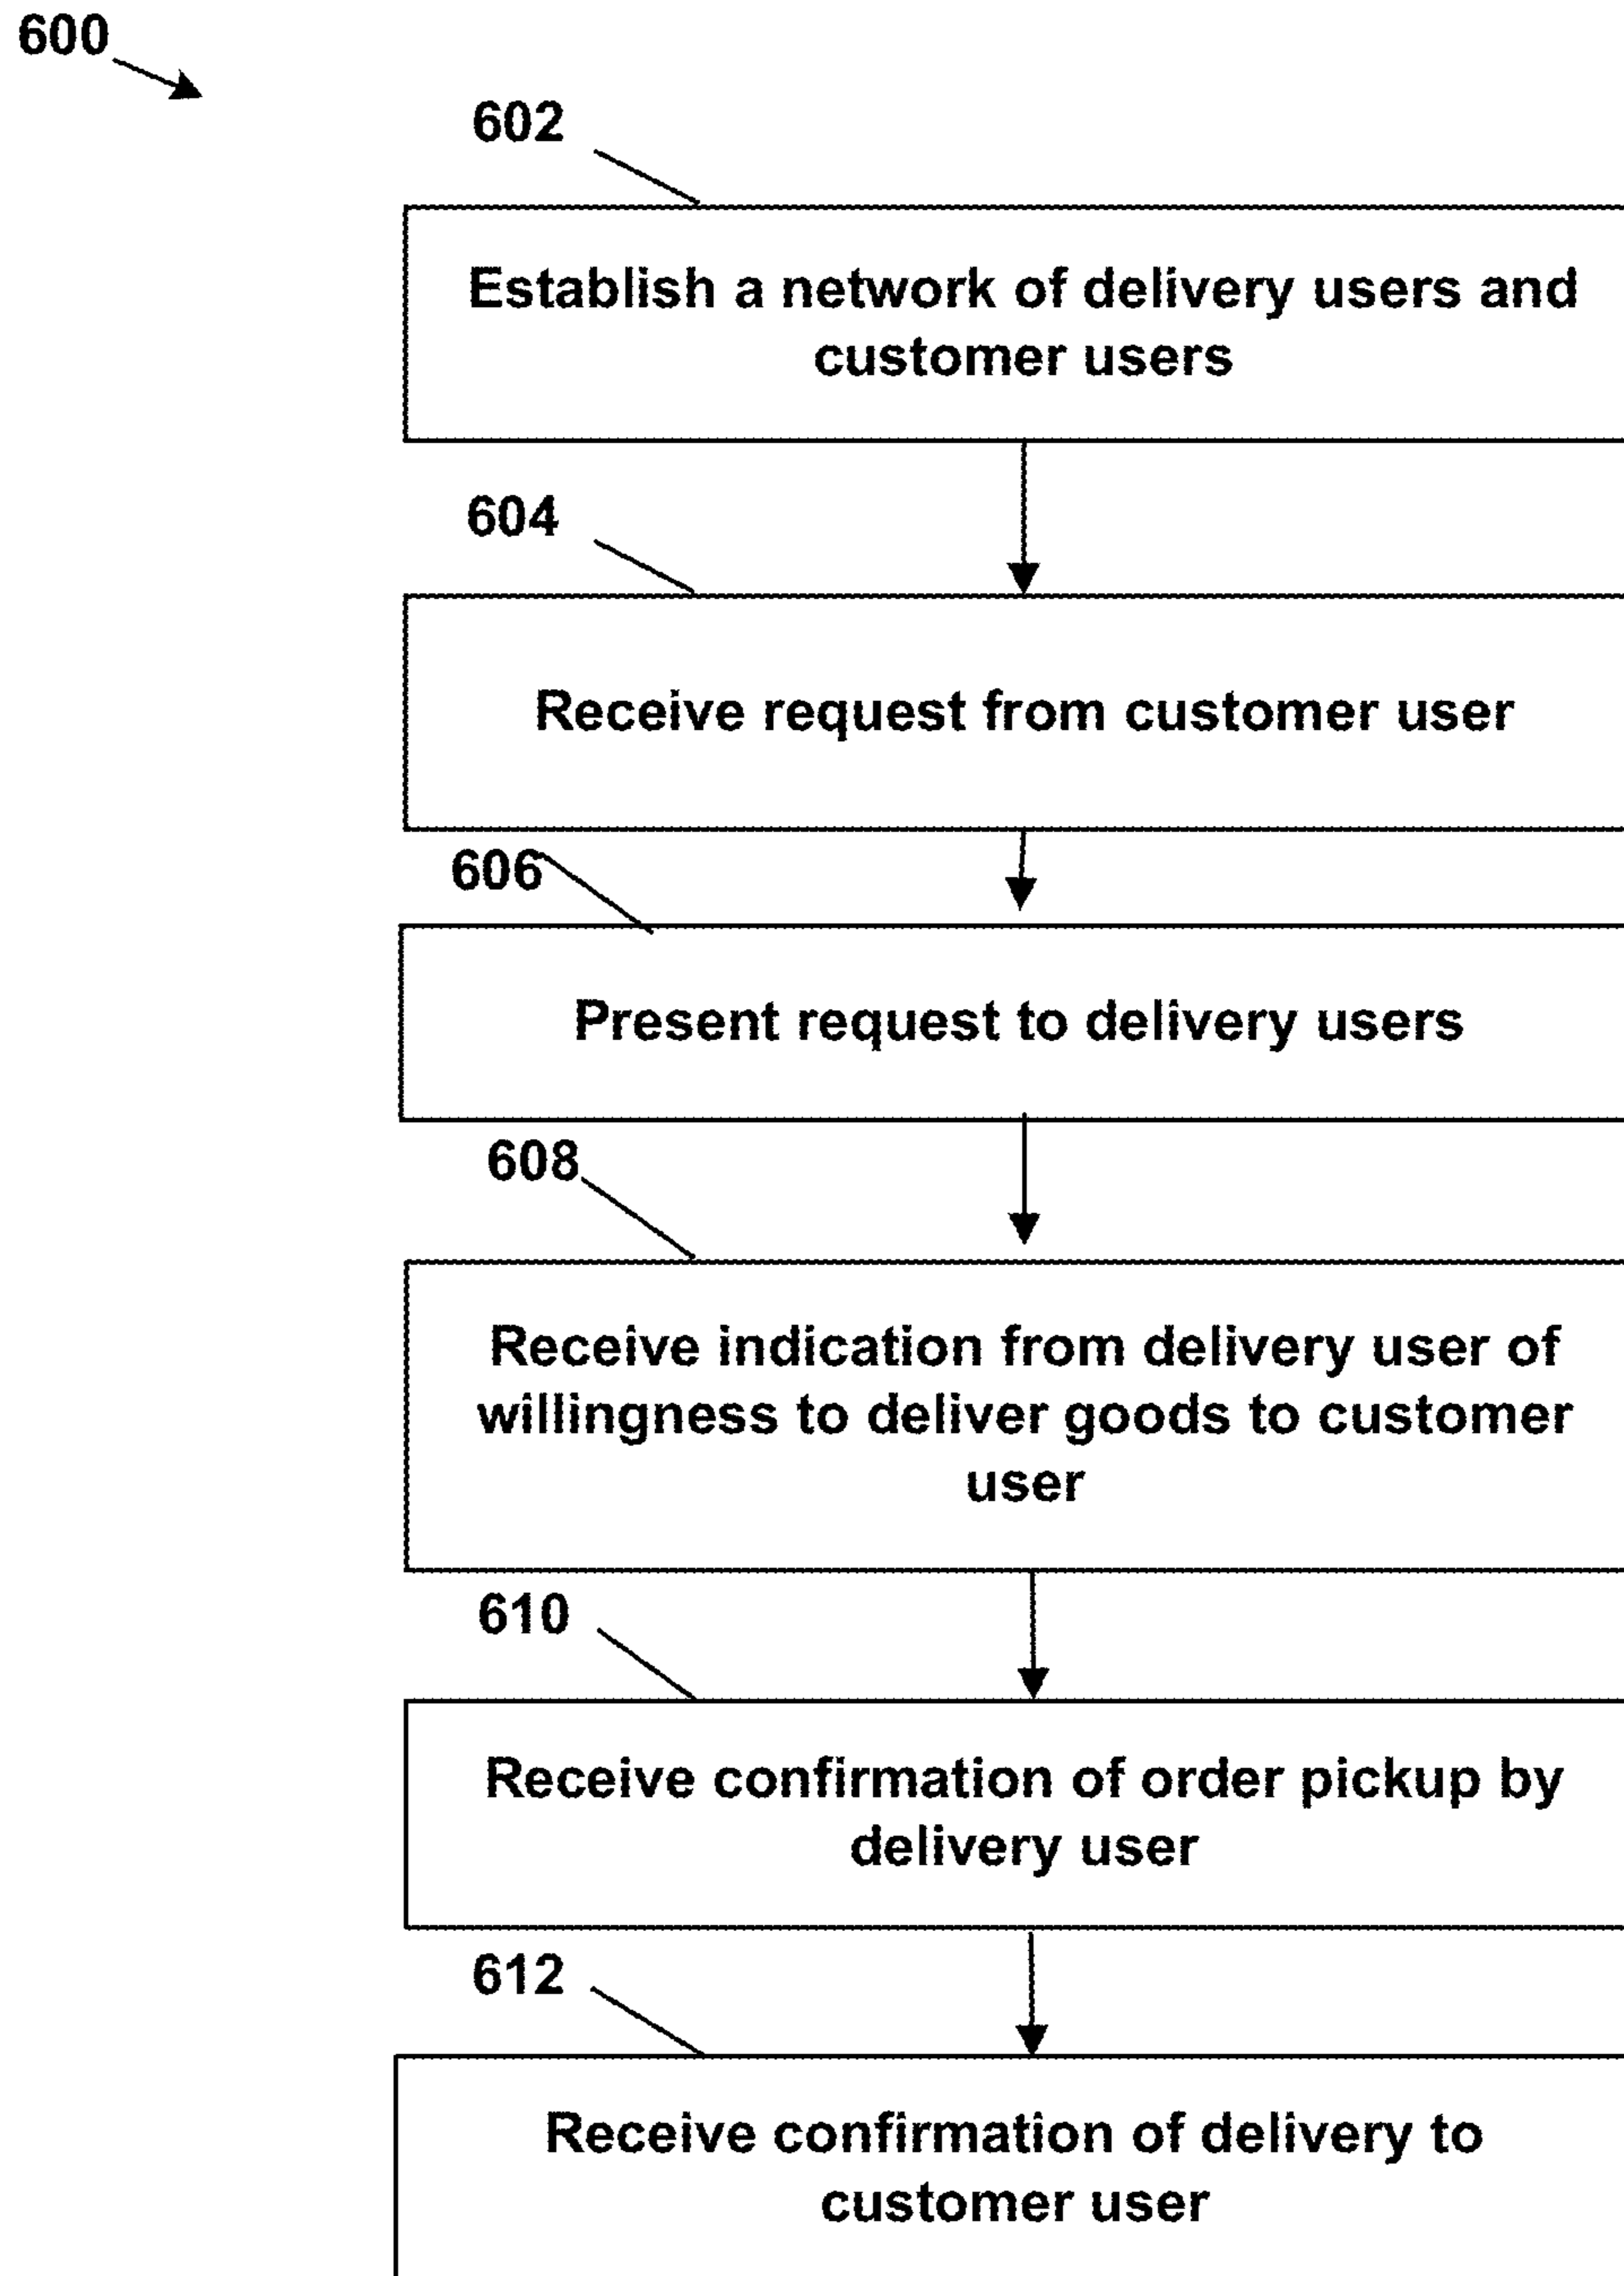 600
602
Establish a network of delivery users and
customer users
604
Receive request from customer user
606
Present request to delivery users
608
Receive indication from delivery user of
willingness to deliver goods to customer
user
610
Receive confirmation of order pickup by
delivery user
612
Receive confirmation of delivery to
customer user